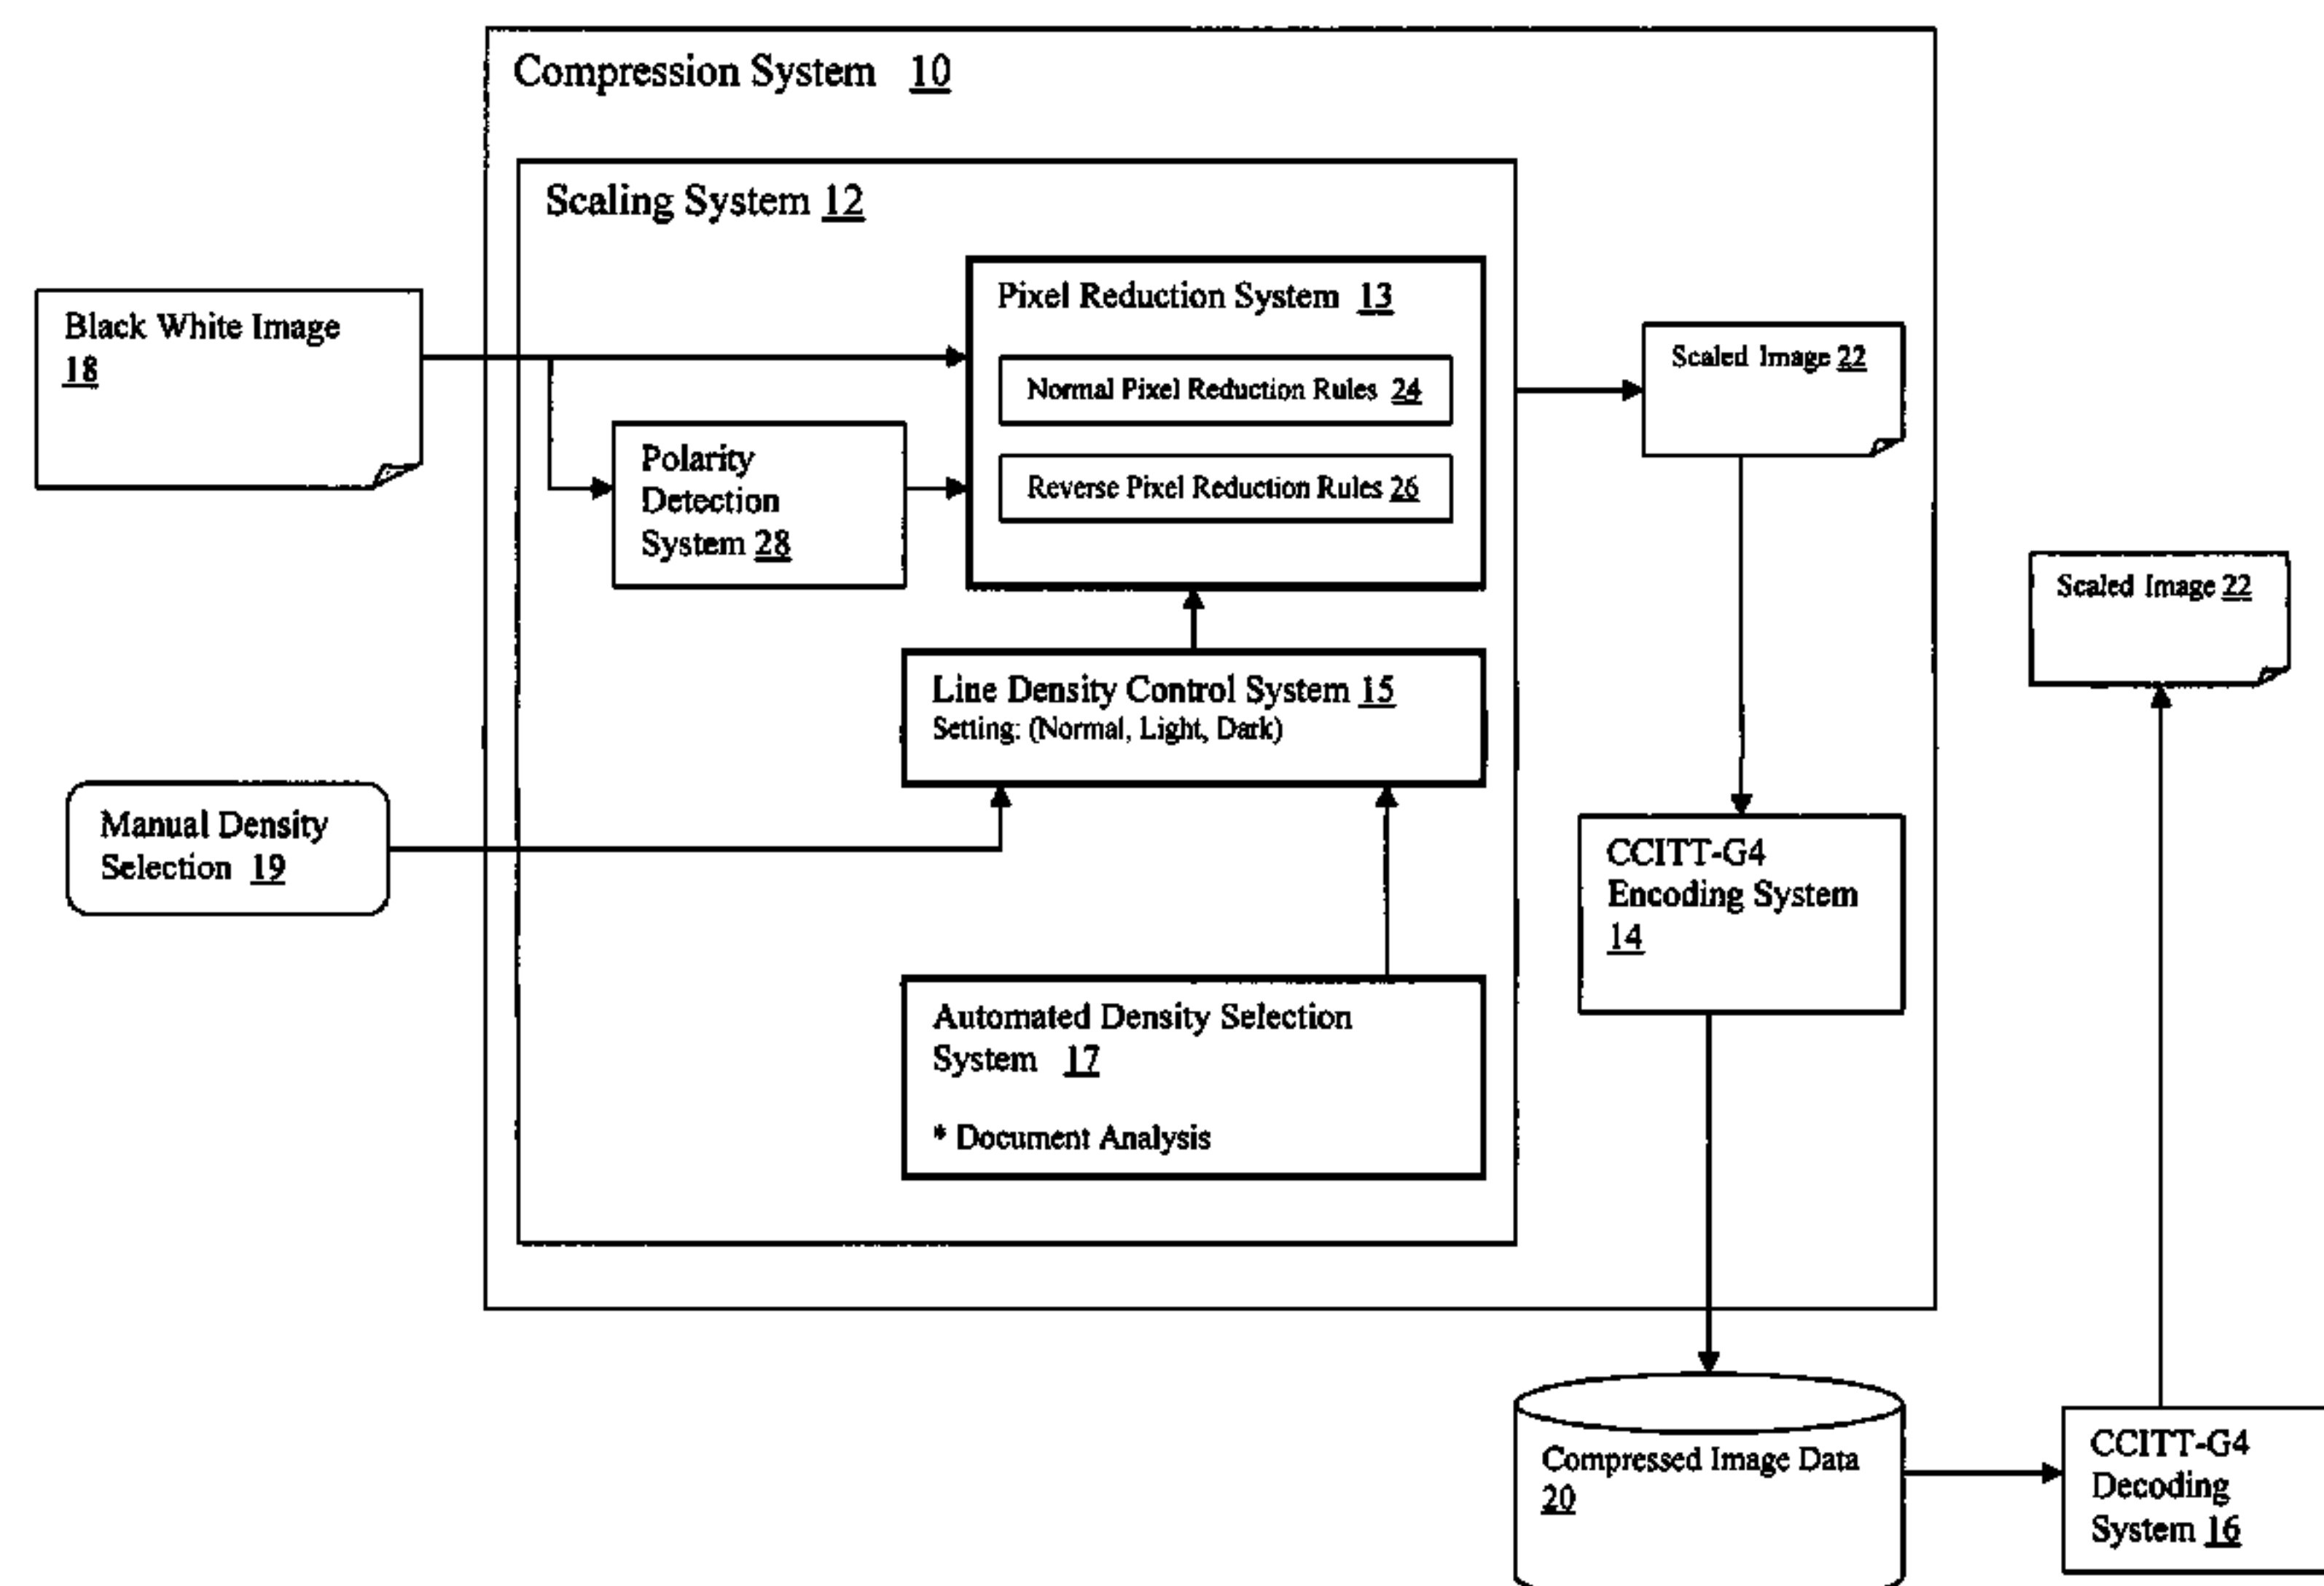 Compression System 10
Scaling System 12
Black White Image
18
Pixel Reduction System 13
Normal Pixel Reduction Rules 24
Reverse Pixel Reduction Rules 26
Polarity
Detection
System 28
Scaled Image 22
Line Density Control System 15
Setting: (Normal, Light, Dark)
Manual Density
Selection 19
Automated Density Selection
System 17
* Document Analysis
CCITT-G4
Encoding System
14
Scaled Image 22
Compressed Image Data
20
CCITT-G4
Decoding
System 16